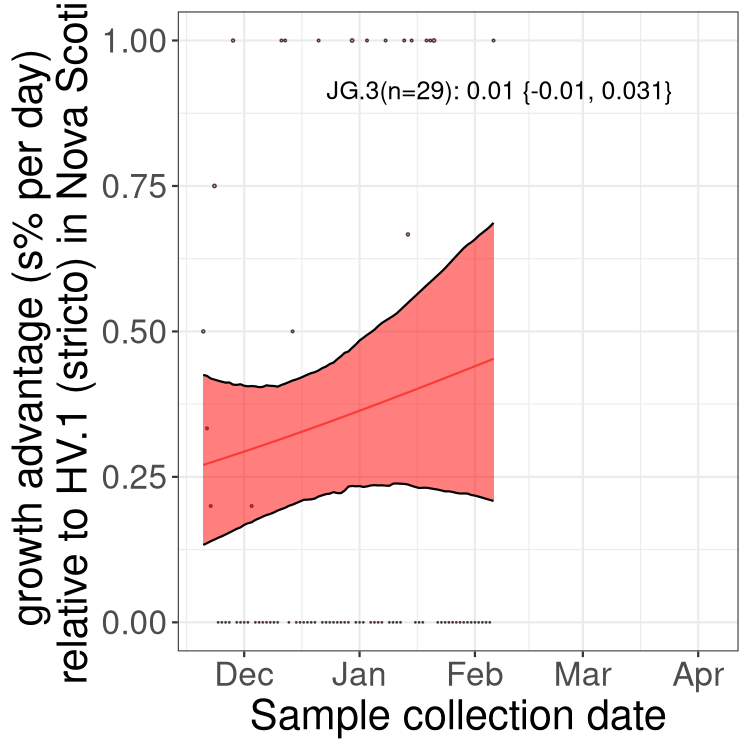 growth advantage (s% per day)
relative to HV.1 (stricto) in Nova Scoti
1.00
JG.3(n=29): 0.01 {-0.01, 0.031}
0.75
0.50
0.25
0.00
Dec Jan Feb Mar Apr
Sample collection date